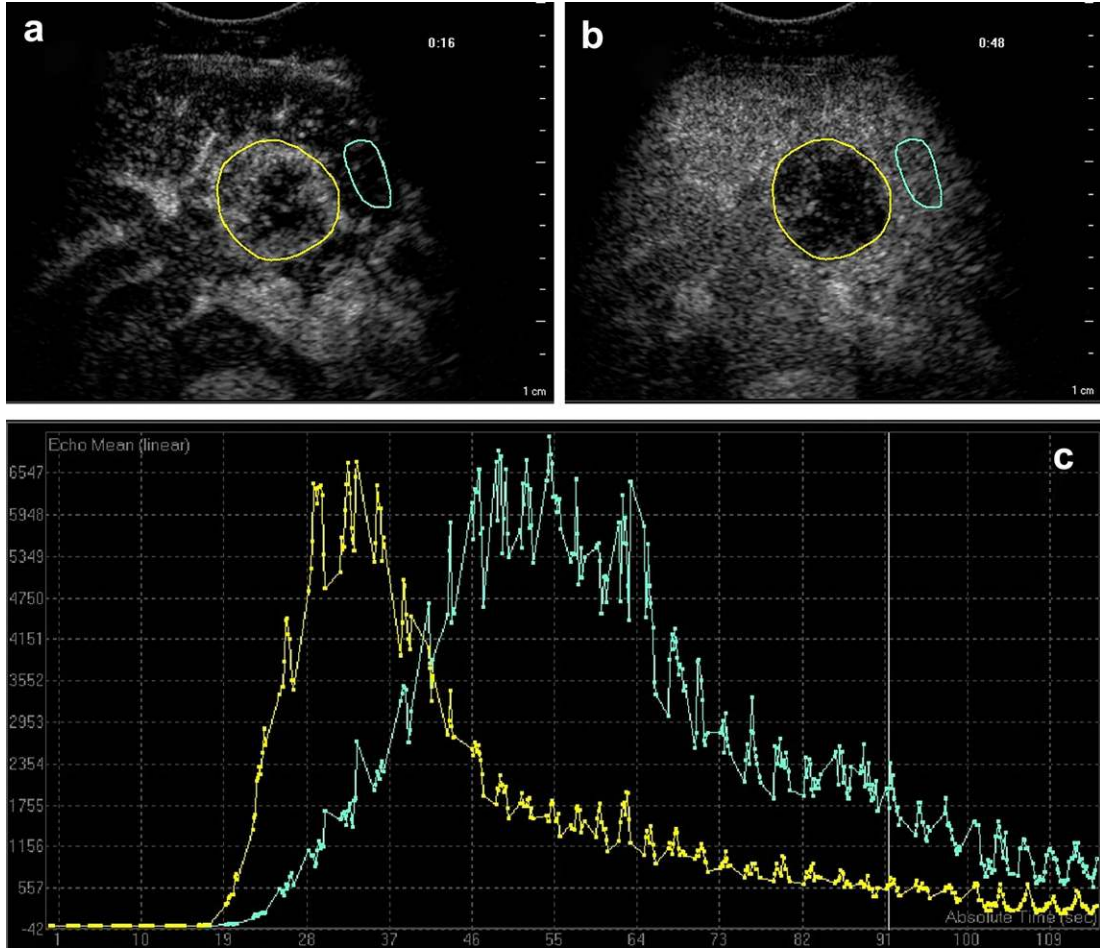 a
0:16
1 cm
b
0:48
1 cm
Echo Mean (linear)
c
6547
5948
5349
4750
4151
3552
2953
2354
1755
1156
557
-42
Absolute Time (sec)
1 10 19 28 37 46 55 64 73 82 91 100 109